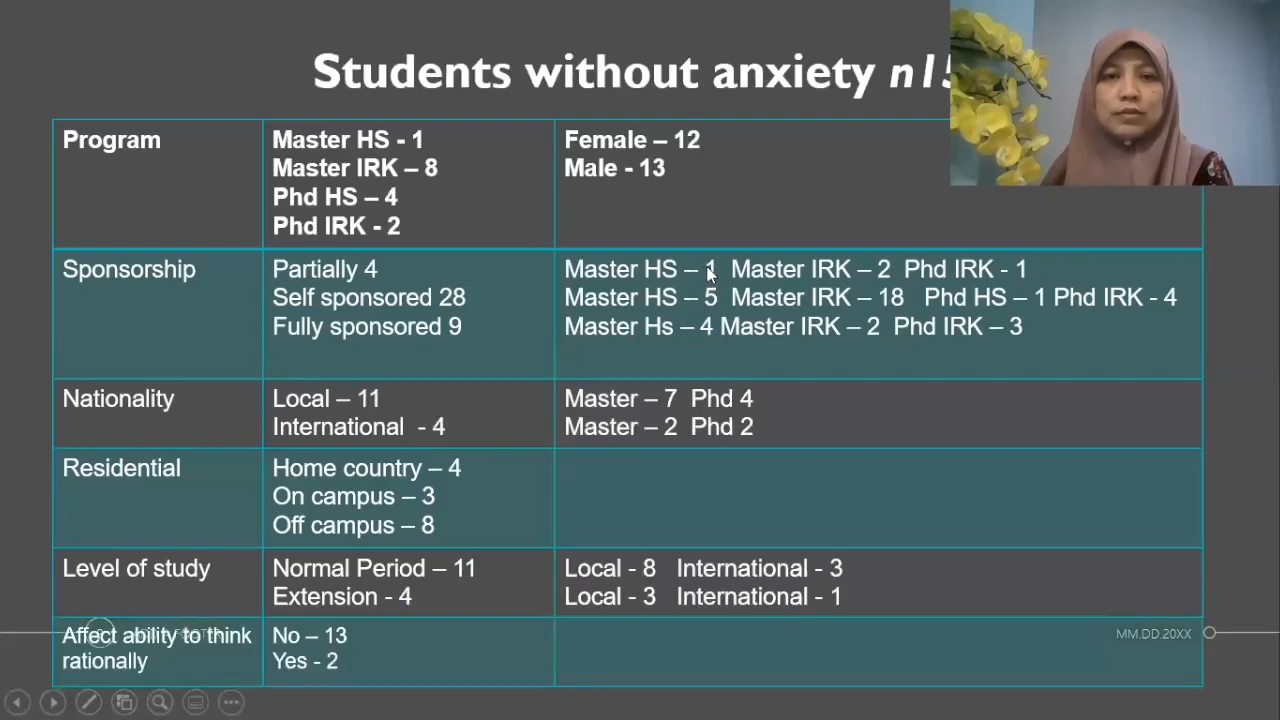 Students without anxiety n15
Program
Master HS - 1
Master IRK – 8
Phd HS – 4
Phd IRK - 2
Female – 12
Male - 13
Sponsorship
Partially 4
Self sponsored 28
Fully sponsored 9
Master HS – 1 Master IRK – 2 Phd IRK - 1
Master HS – 5 Master IRK – 18 Phd HS – 1 Phd IRK - 4
Master Hs – 4 Master IRK – 2 Phd IRK – 3
Nationality
Local – 11
International - 4
Master – 7 Phd 4
Master – 2 Phd 2
Residential
Home country – 4
On campus – 3
Off campus – 8
Level of study
Normal Period – 11
Extension - 4
Local - 8 International - 3
Local - 3 International - 1
Affect ability to think
rationally
No – 13
Yes - 2
MM.DD.20XX